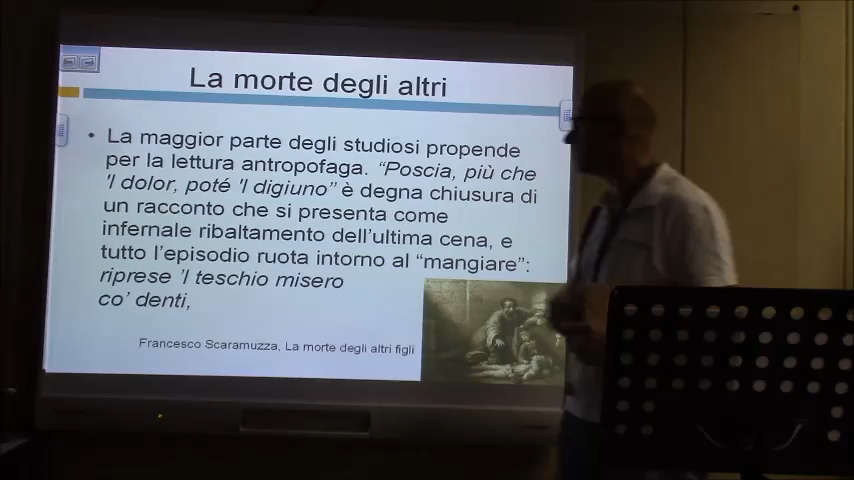 La morte degli altri
• La maggior parte degli studiosi propende
per la lettura antropofaga. “Poscia, più che
'l dolor, poté 'l digiuno” è degna chiusura di
un racconto che si presenta come
infernale ribaltamento dell’ultima cena, e
tutto l’episodio ruota intorno al “mangiare”:
riprese 'l teschio misero
co’ denti,
Francesco Scaramuzza, La morte degli altri figli